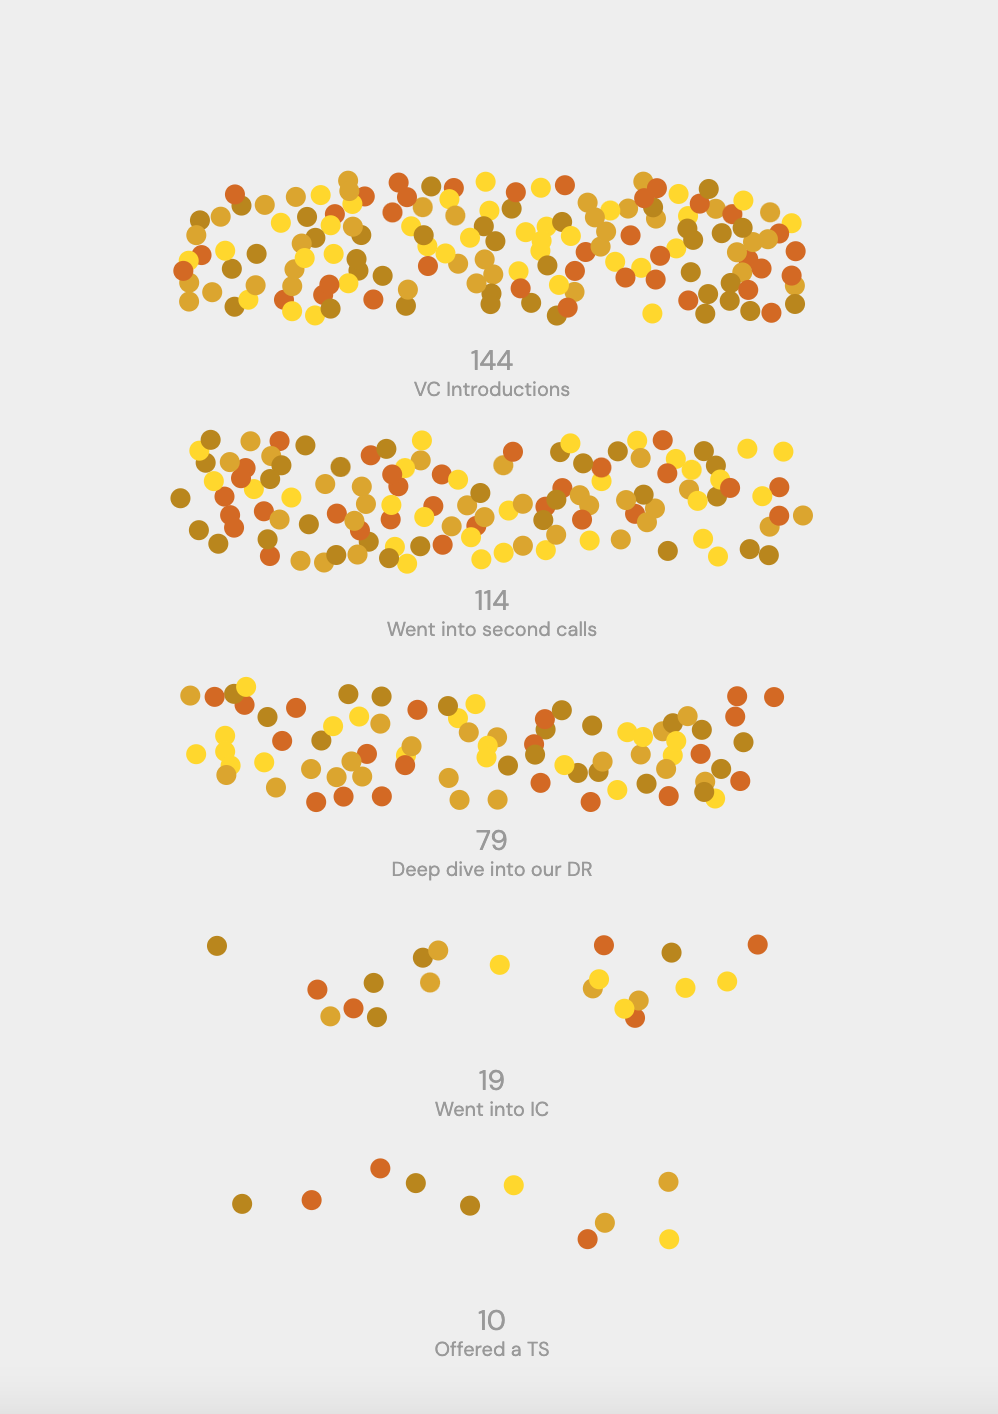 144
VC Introductions
114
Went into second calls
79
Deep dive into our DR
19
Went into IC
10
Offered a TS